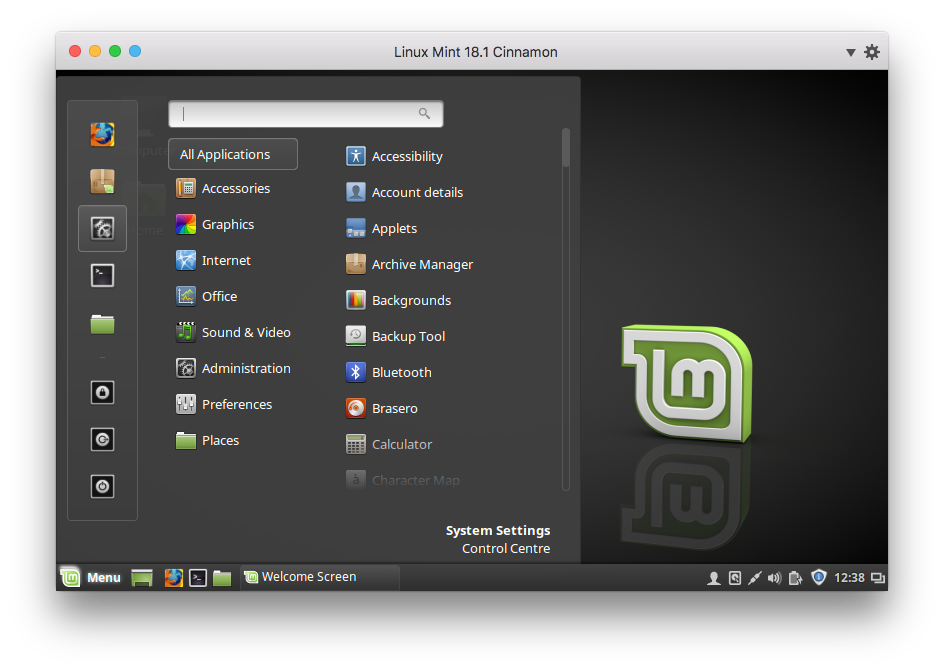 Linux Mint 18.1 Cinnamon
All Applications
Accessories
Graphics
Internet
Office
Sound & Video
Administration
Preferences
Places
Accessibility
Account details
Applets
Archive Manager
Backgrounds
Backup Tool
Bluetooth
Brasero
Calculator
Character Map
System Settings
Control Centre
Menu
Welcome Screen
12:38